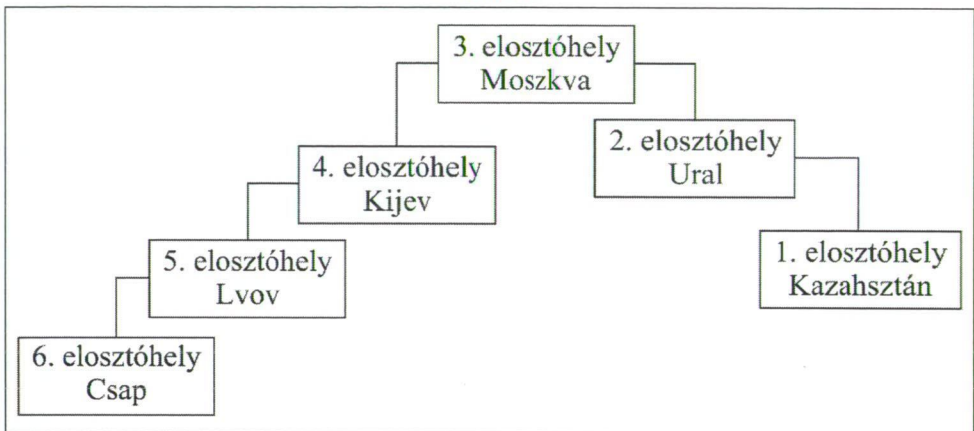 3. elosztóhely
Moszkva
2. elosztóhely
Ural
4. elosztóhely
Kijev
1. elosztóhely
Kazahsztán
5. elosztóhely
Lvov
6. elosztóhely
Csap